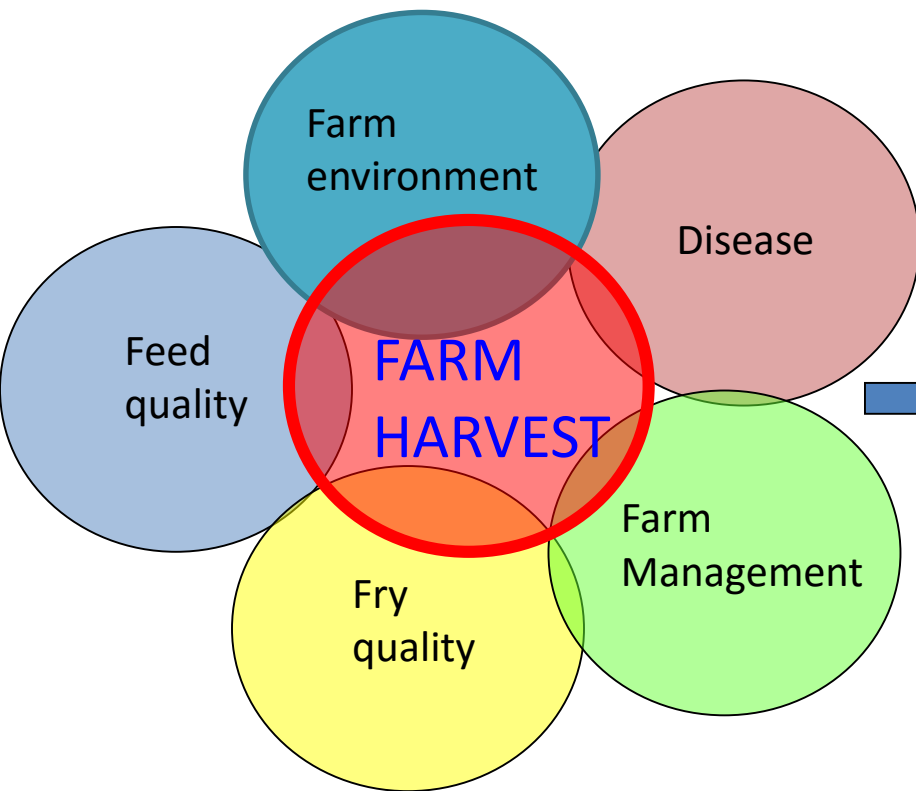 Farm
environment
Disease
Feed
quality
FARM
HARVEST
Farm
Management
Fry
quality